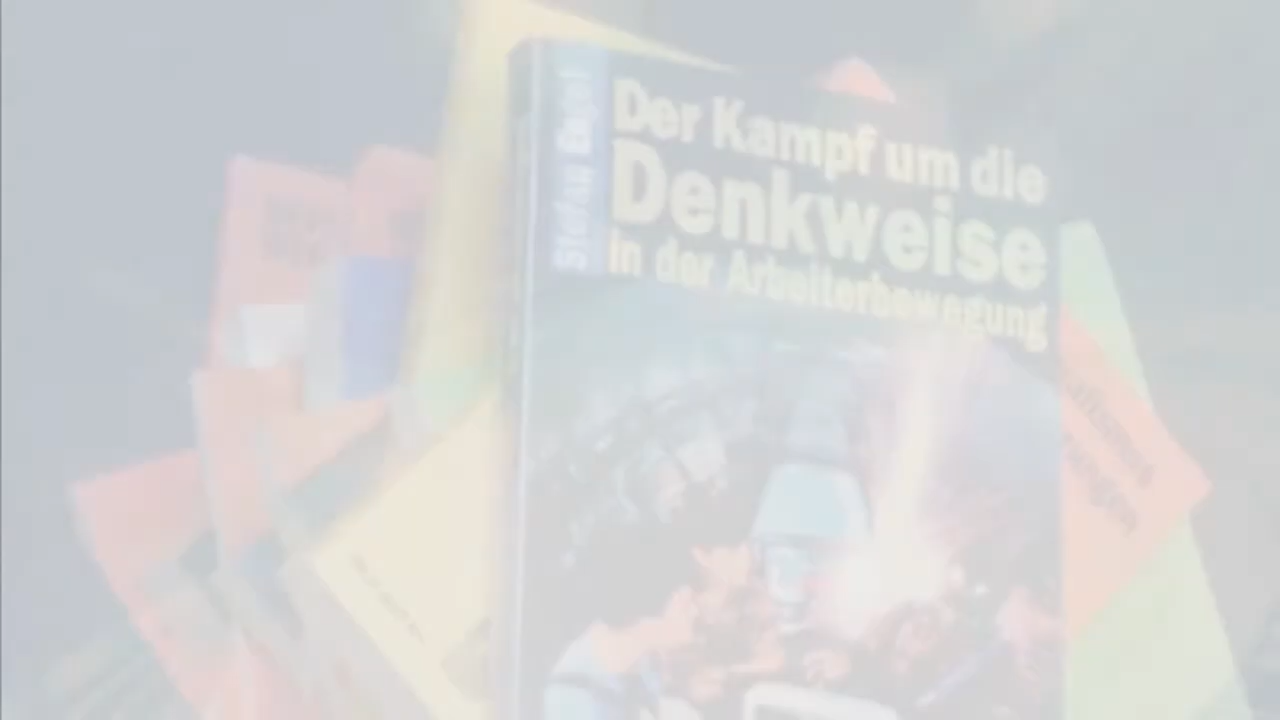 Stefan Engel
Der Kampf um die
Denkweise
in der Arbeiterbewegung